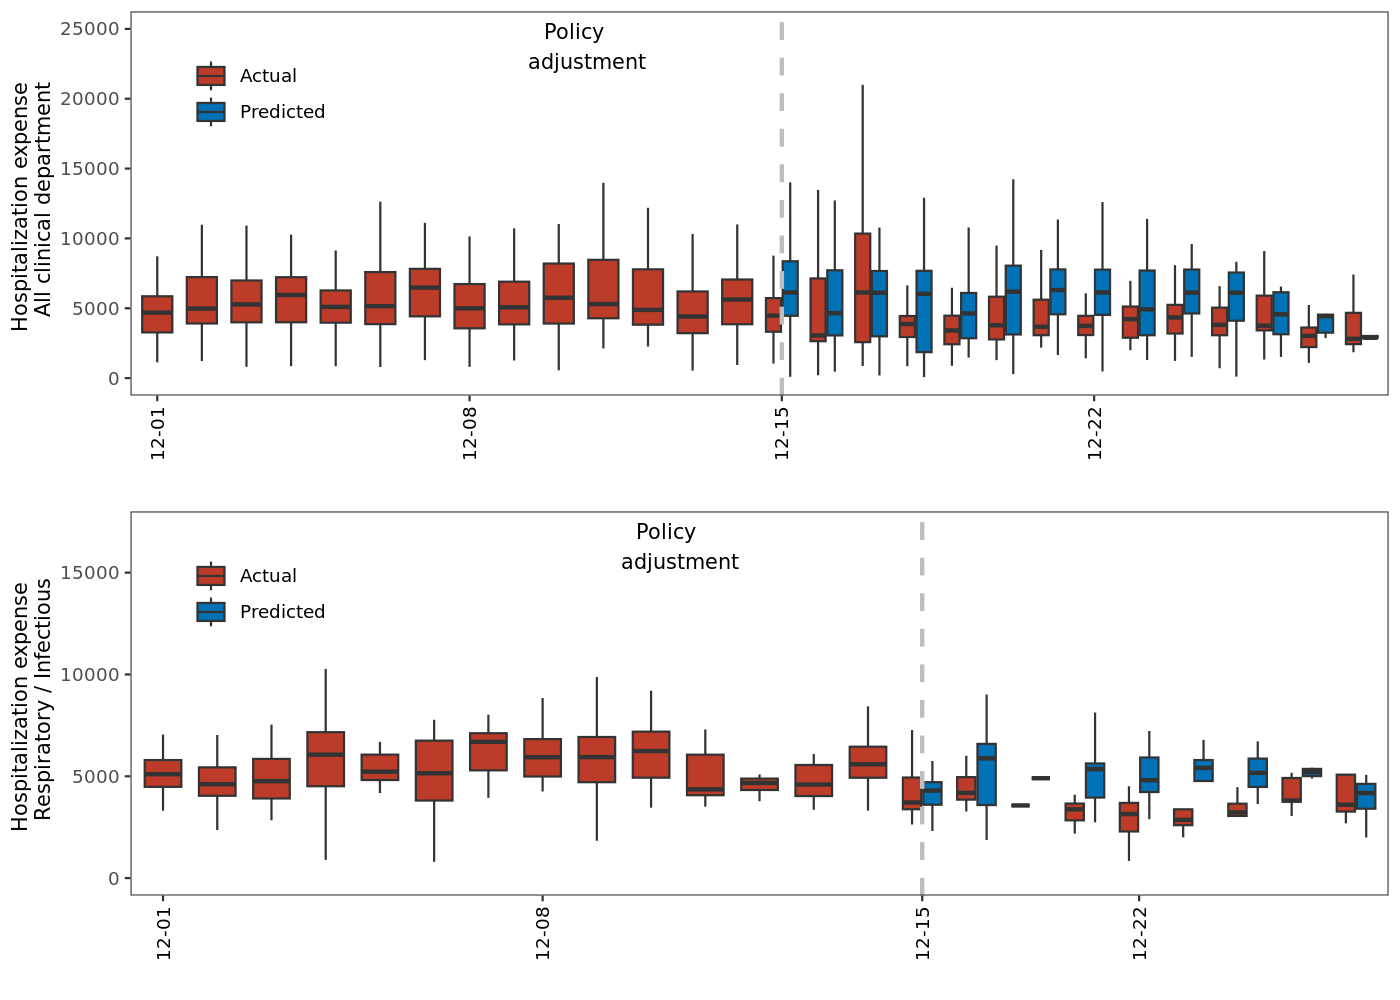 Hospitalization expense
All clinical department
25000
20000
15000
10000
5000
0
Policy
adjustment
Actual
Predicted
12-01
12-08
12-15
12-22
Hospitalization expense
Respiratory / Infectious
15000
10000
5000
0
Policy
adjustment
Actual
Predicted
12-01
12-08
12-15
12-22